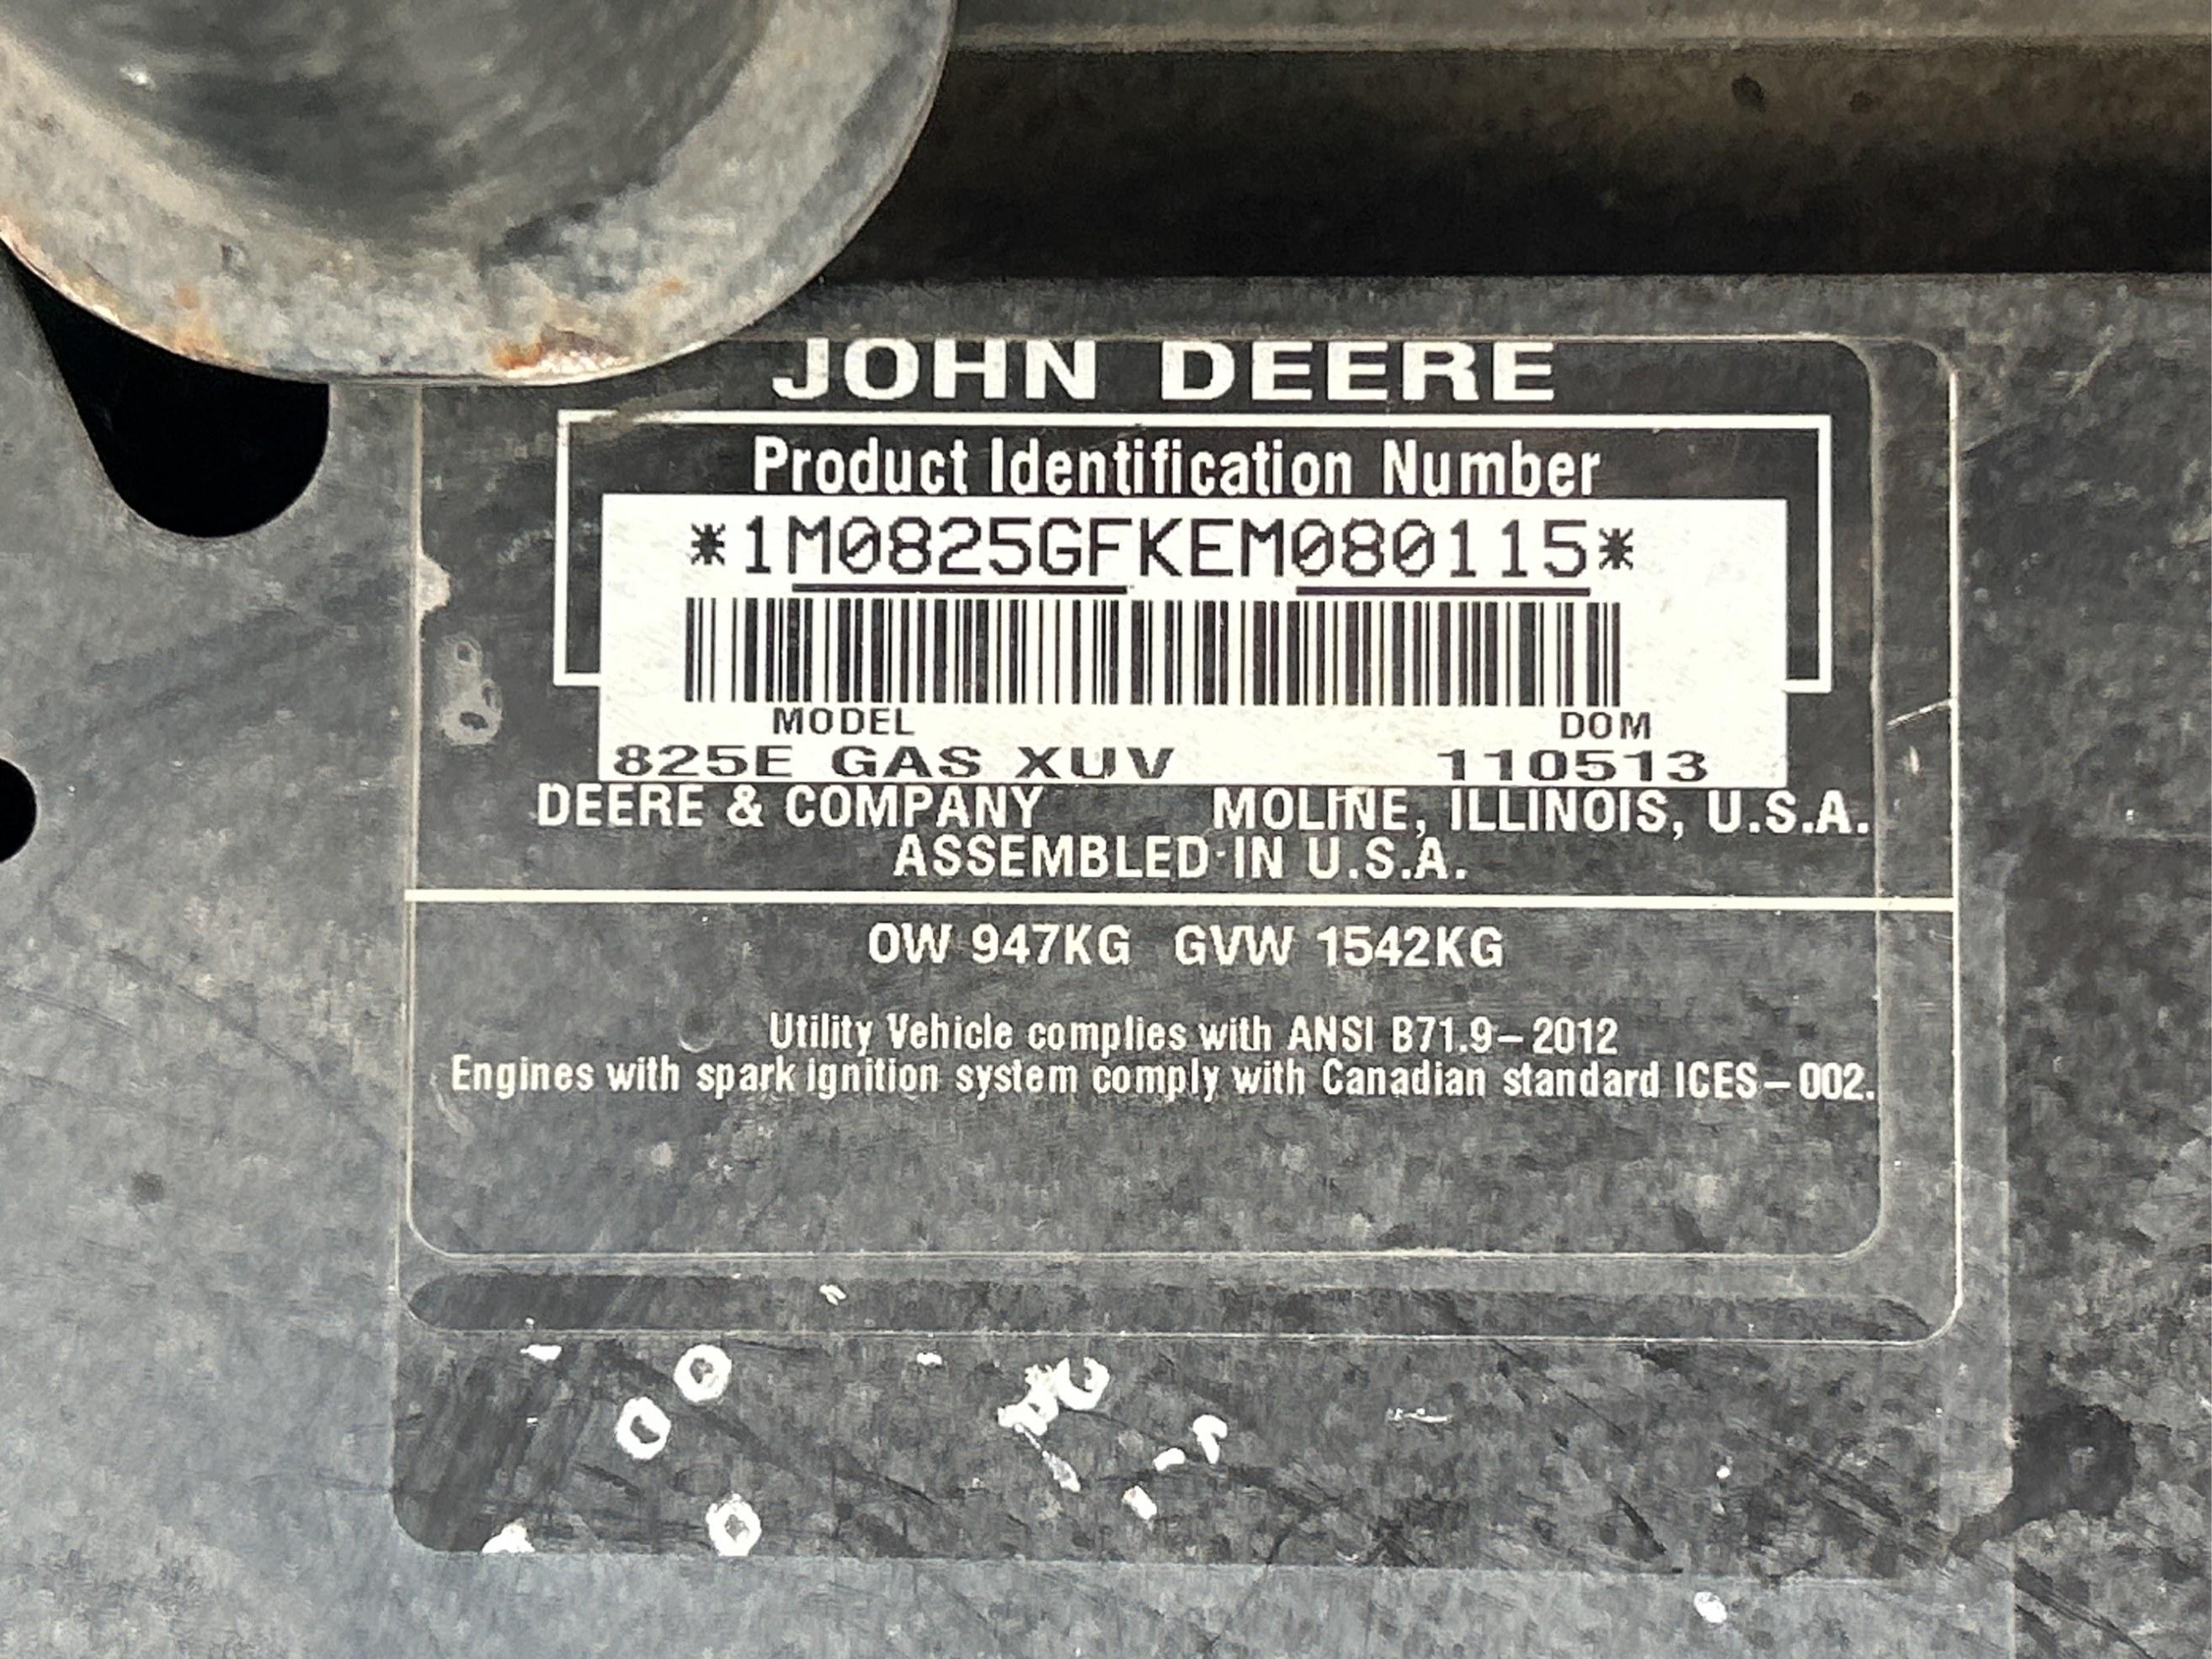 JOHN DEERE
Product Identification Number
*1M0825GFKEM080115*
MODEL DOM
825E GAS XUV 110513
DEERE & COMPANY MOLINE, ILLINOIS, U.S.A.
ASSEMBLED IN U.S.A.
OW 947KG GVW 1542KG
Utility Vehicle complies with ANSI B71.9-2012
Engines with spark ignition system comply with Canadian standard ICES-002.